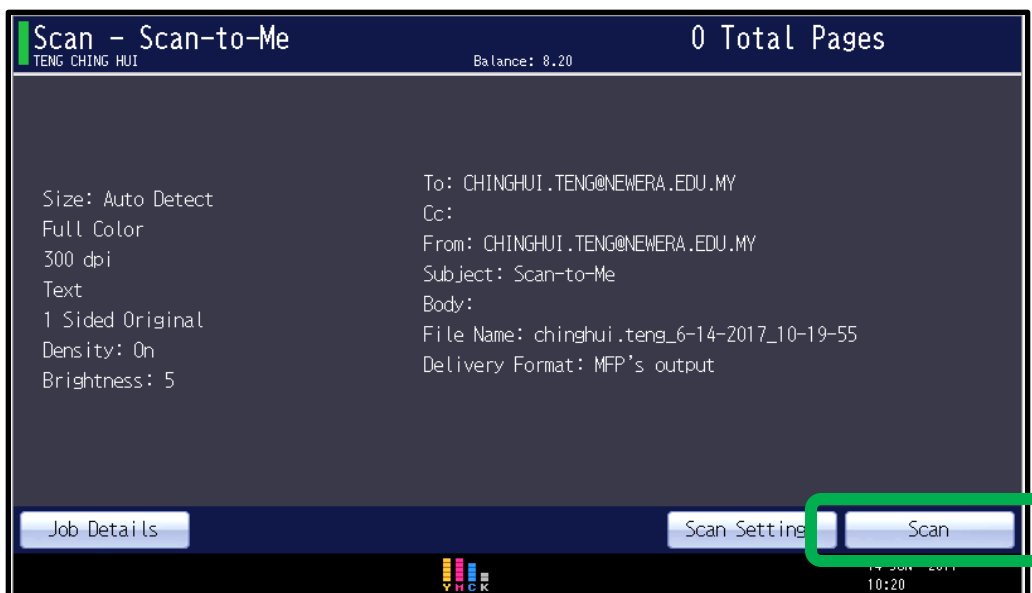 Scan - Scan-to-Me
0 Total Pages
TENG CHING HUI
Balance: 8.20
Size: Auto Detect
Full Color
300 dpi
Text
1 Sided Original
Density: On
Brightness: 5
To: CHINGHUI.TENG@NEWERA.EDU.MY
Cc:
From: CHINGHUI.TENG@NEWERA.EDU.MY
Subject: Scan-to-Me
Body:
File Name: chinghui.teng_6-14-2017_10-19-55
Delivery Format: MFP's output
Job Details
Scan Setting
Scan
Y M C K
10:20